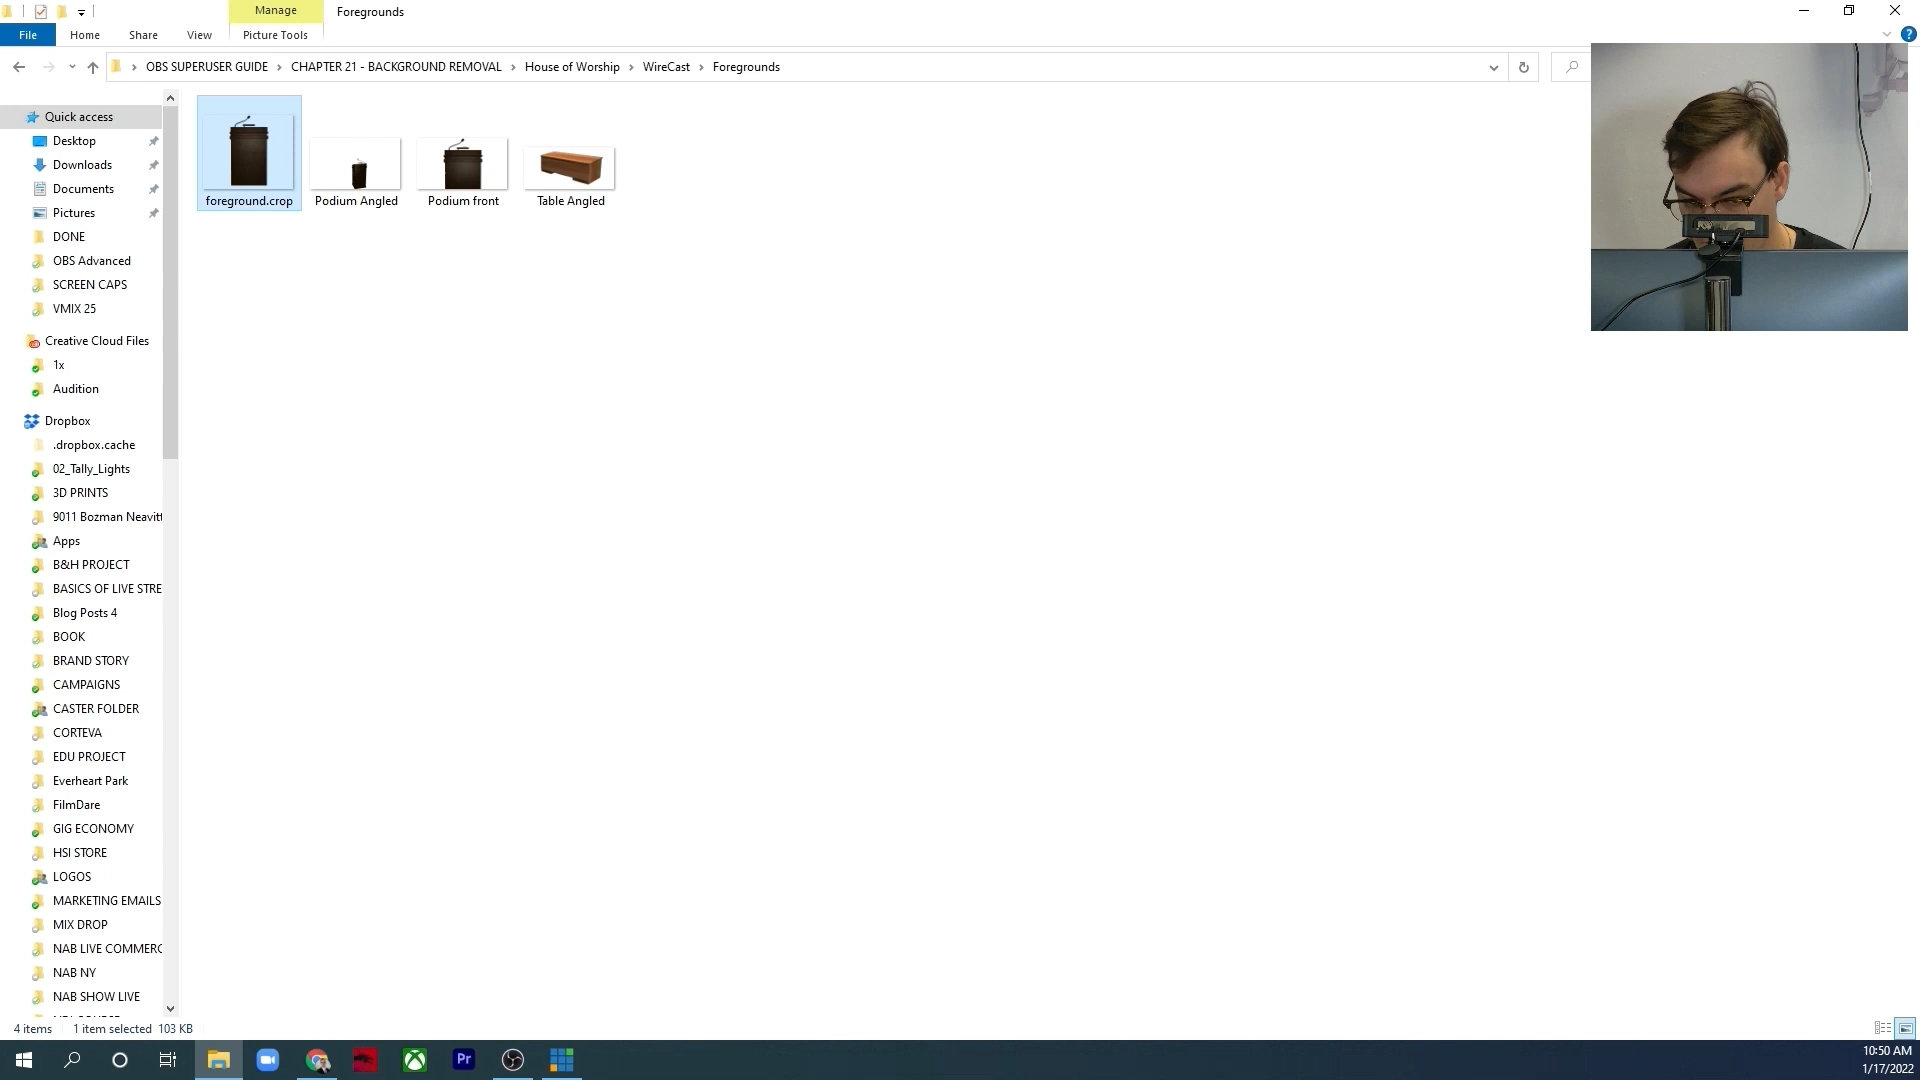 Manage
Foregrounds
File
Home
Share
View
Picture Tools
OBS SUPERUSER GUIDE
CHAPTER 21 - BACKGROUND REMOVAL
House of Worship
WireCast
Foregrounds
Quick access
Desktop
Downloads
Documents
Pictures
DONE
OBS Advanced
SCREEN CAPS
VMIX 25
Creative Cloud Files
1x
Audition
Dropbox
.dropbox.cache
02_Tally_Lights
3D PRINTS
9011 Bozman Neavitt
Apps
B&H PROJECT
BASICS OF LIVE STRE
Blog Posts 4
BOOK
BRAND STORY
CAMPAIGNS
CASTER FOLDER
CORTEVA
EDU PROJECT
Everheart Park
FilmDare
GIG ECONOMY
HSI STORE
LOGOS
MARKETING EMAILS
MIX DROP
NAB LIVE COMMERC
NAB NY
NAB SHOW LIVE
foreground.crop
Podium Angled
Podium front
Table Angled
4 items
1 item selected 103 KB
Pr
10:50 AM
1/17/2022